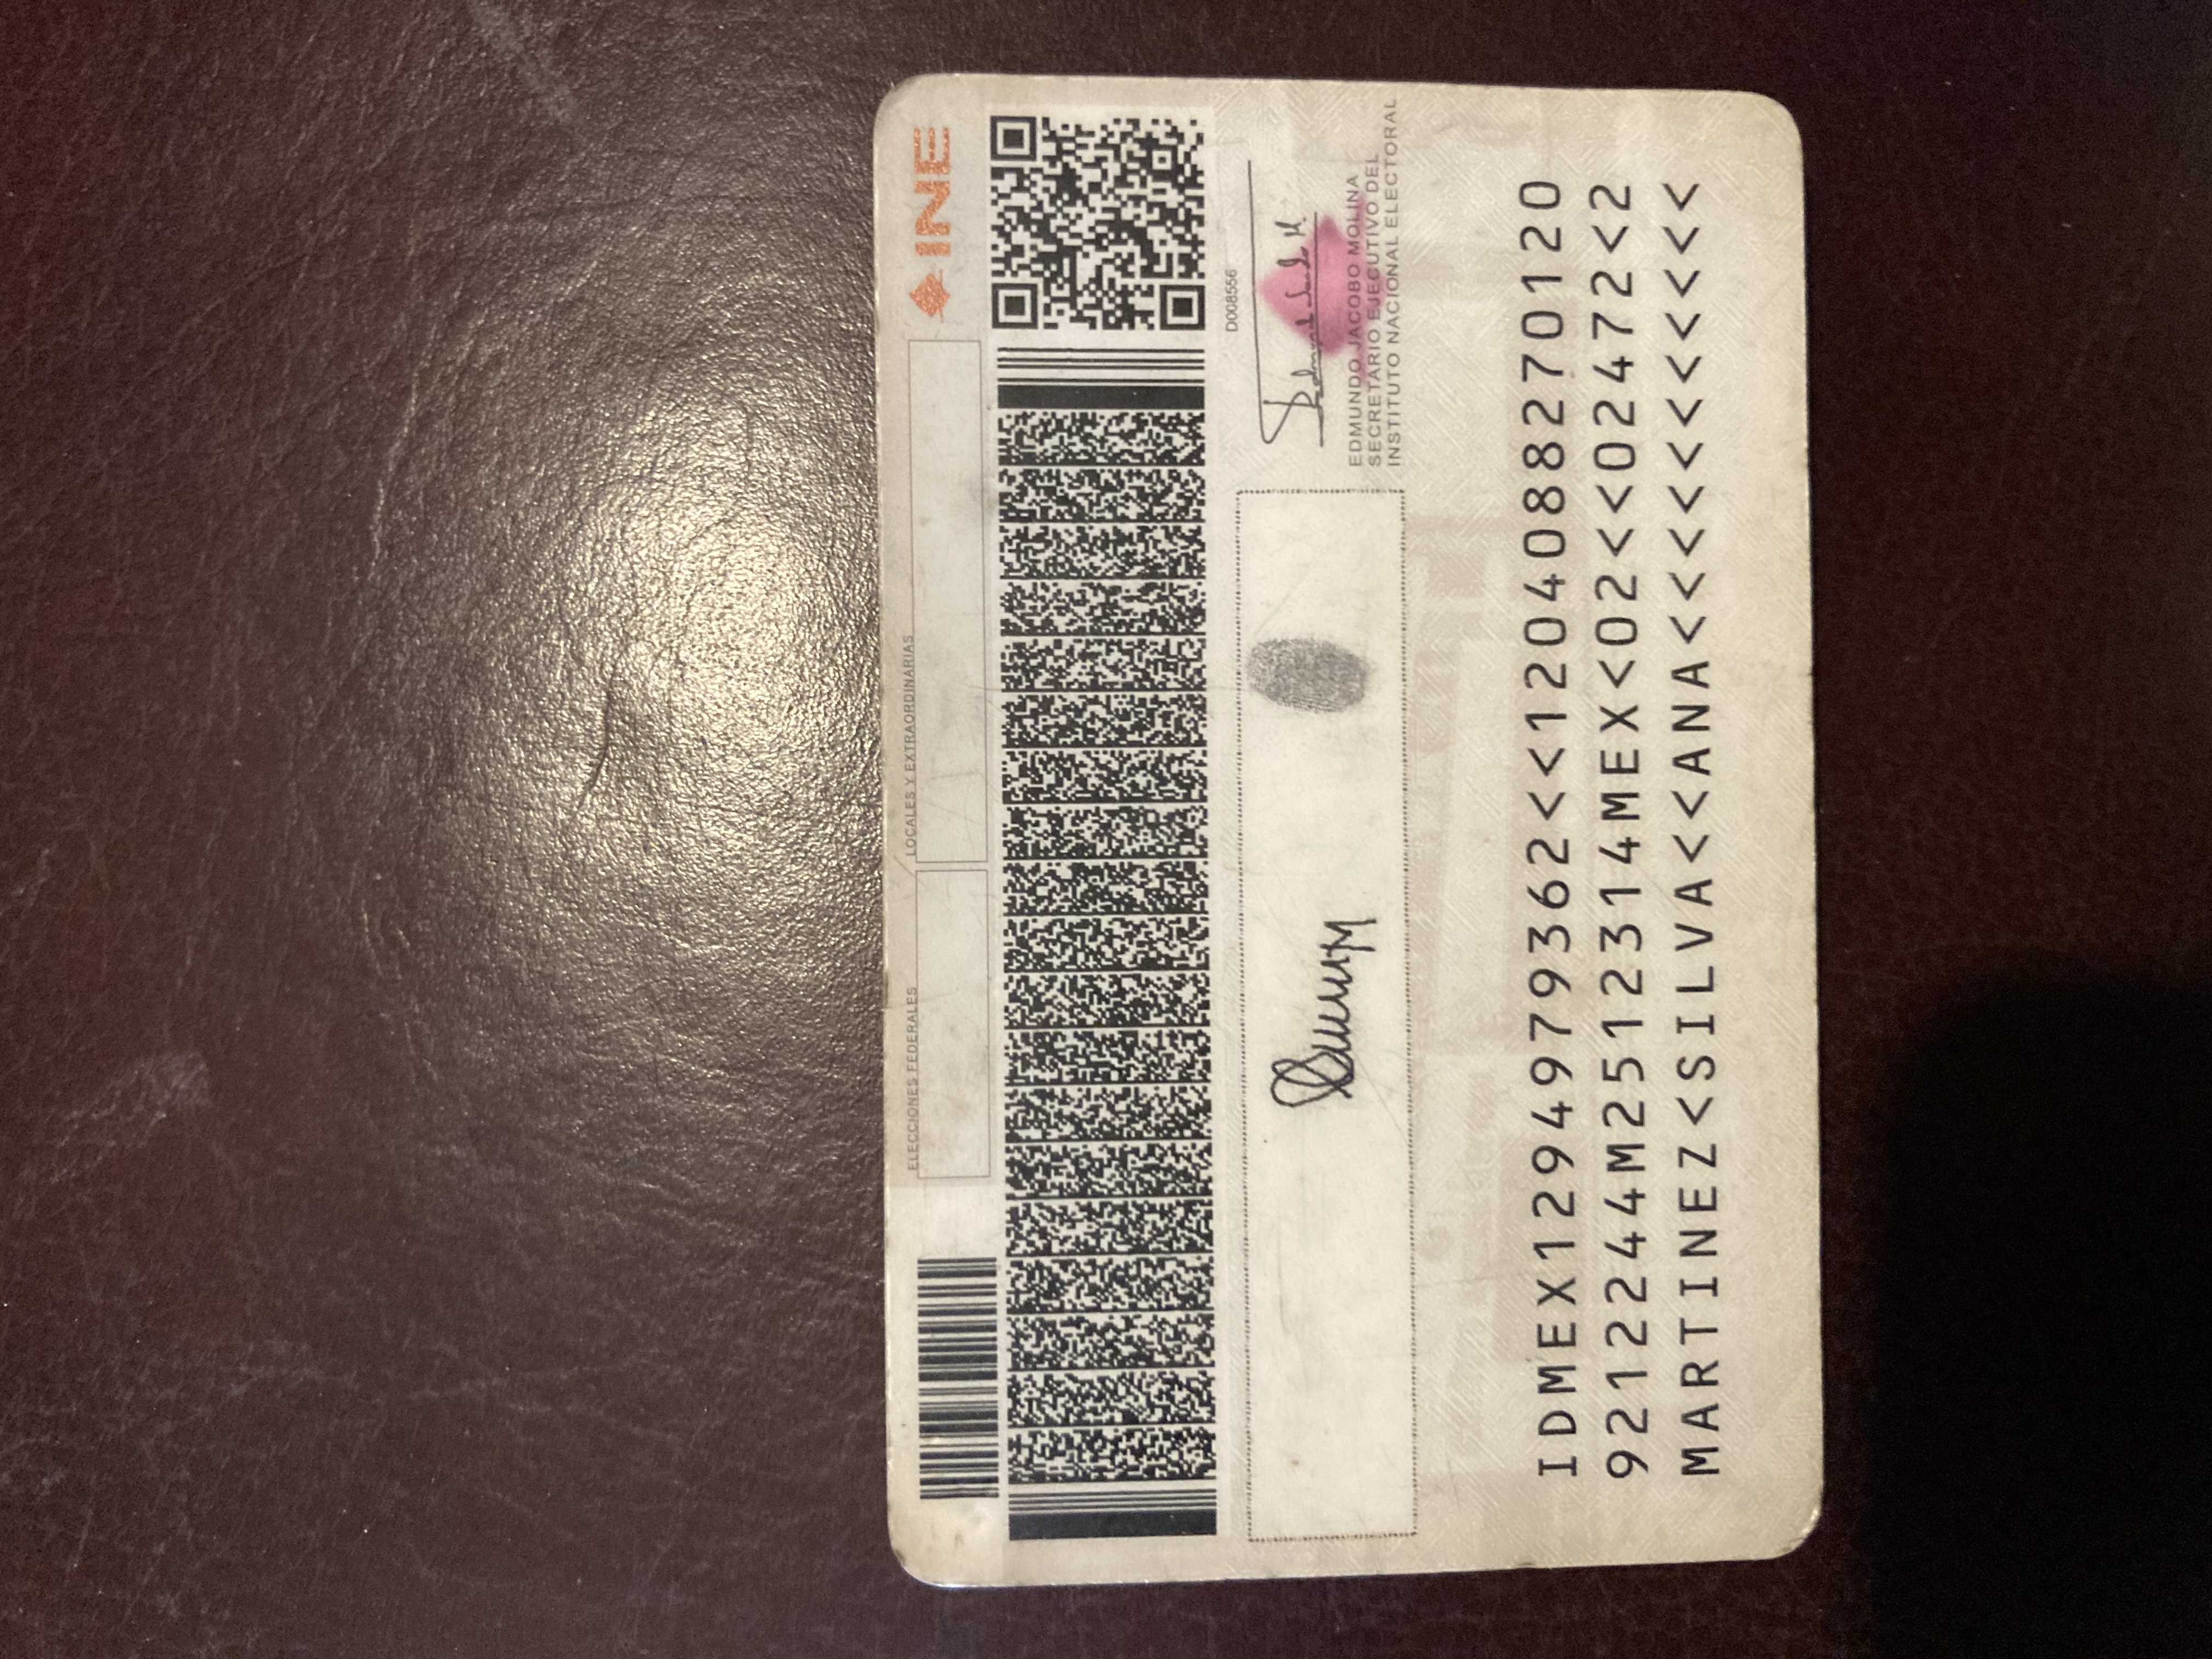 INE
ELECCIONES FEDERALES
LOCALES Y EXTRAORDINARIAS
D008556
EDMUNDO JACOBO MOLINA
SECRETARIO EJECUTIVO DEL
INSTITUTO NACIONAL ELECTORAL
IDMEX1294979362<<1204088270120
9212244M2512314MEX<02<<02472<2
MARTINEZ<SILVA<<ANA<<<<<<<<<<<